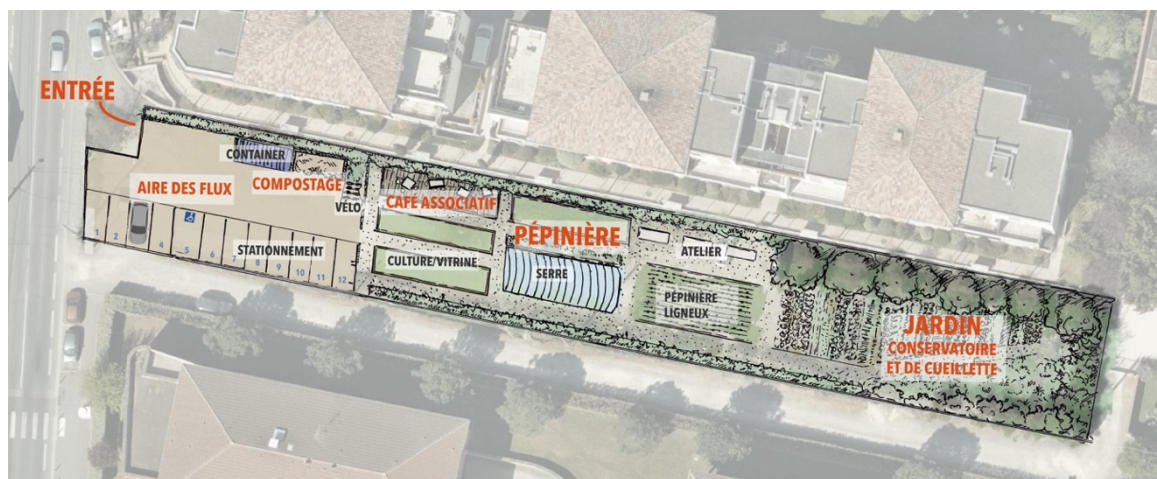 ENTRÉE
CONTAINER
COMPOSTAGE
AIRE DES FLUX
VÉLO
CAFÉ ASSOCIATIF
PÉPINIÈRE
ATELIER
STATIONNEMENT
CULTURE/VITRINE
SERRE
PÉPINIÈRE
LIGNEUX
JARDIN
CONSERVATOIRE
ET DE CUEILLETTE
1
2
4
5
6
7
8
9
10
11
12